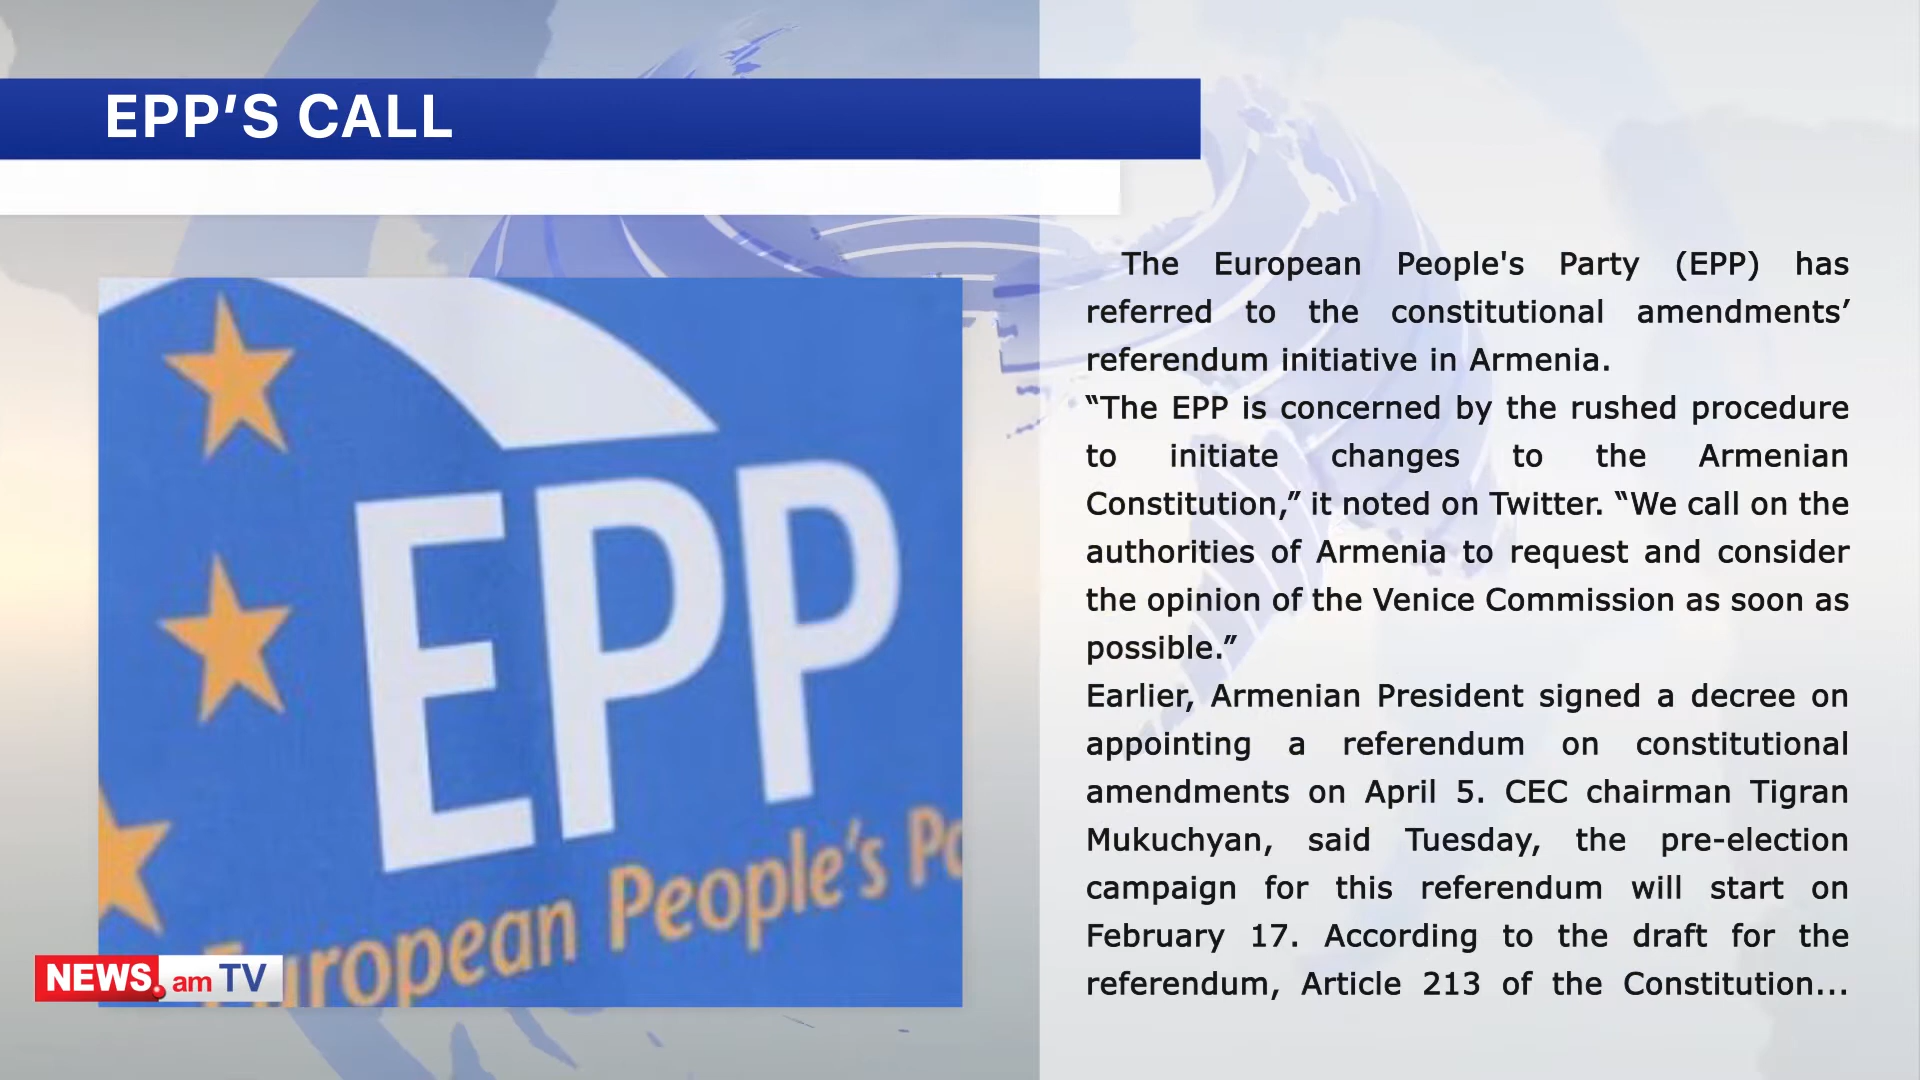 EPP’S CALL
The European People's Party (EPP) has
referred to the constitutional amendments’
referendum initiative in Armenia.
“The EPP is concerned by the rushed procedure
to initiate changes to the Armenian
Constitution,” it noted on Twitter. “We call on the
authorities of Armenia to request and consider
the opinion of the Venice Commission as soon as
possible.”
Earlier, Armenian President signed a decree on
appointing a referendum on constitutional
amendments on April 5. CEC chairman Tigran
Mukuchyan, said Tuesday, the pre-election
campaign for this referendum will start on
February 17. According to the draft for the
referendum, Article 213 of the Constitution...
EPP
European People's Pa
NEWS.am TV